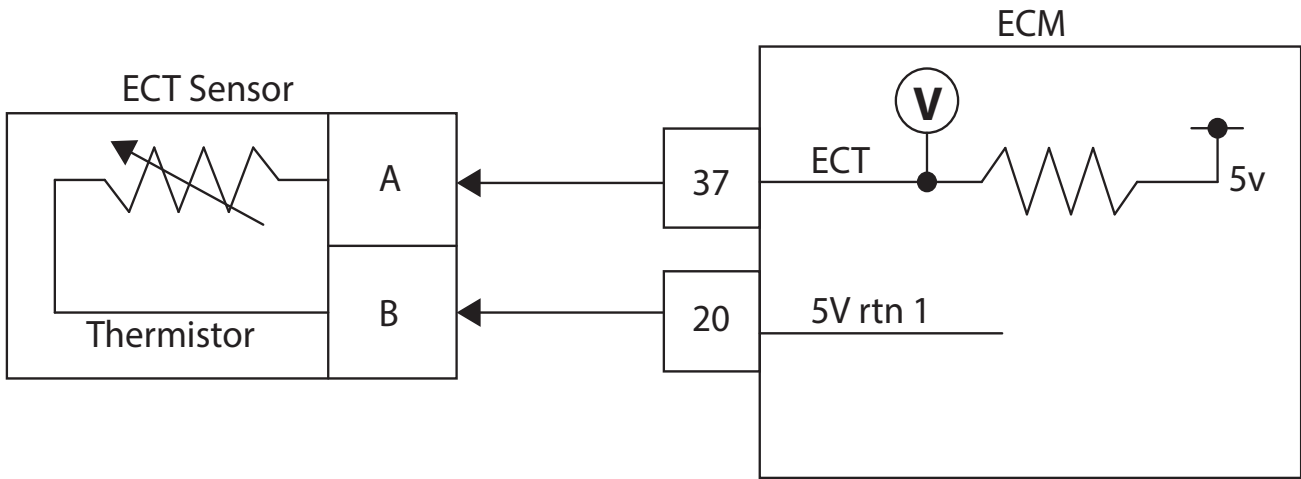 ECM
ECT Sensor
V
A
37
ECT
5v
B
20
5V rtn 1
Thermistor